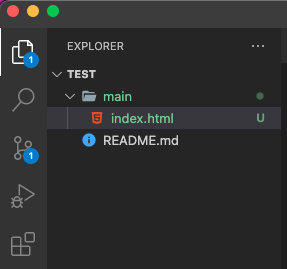 EXPLORER ...
1
TEST
main
index.html U
1
README.md